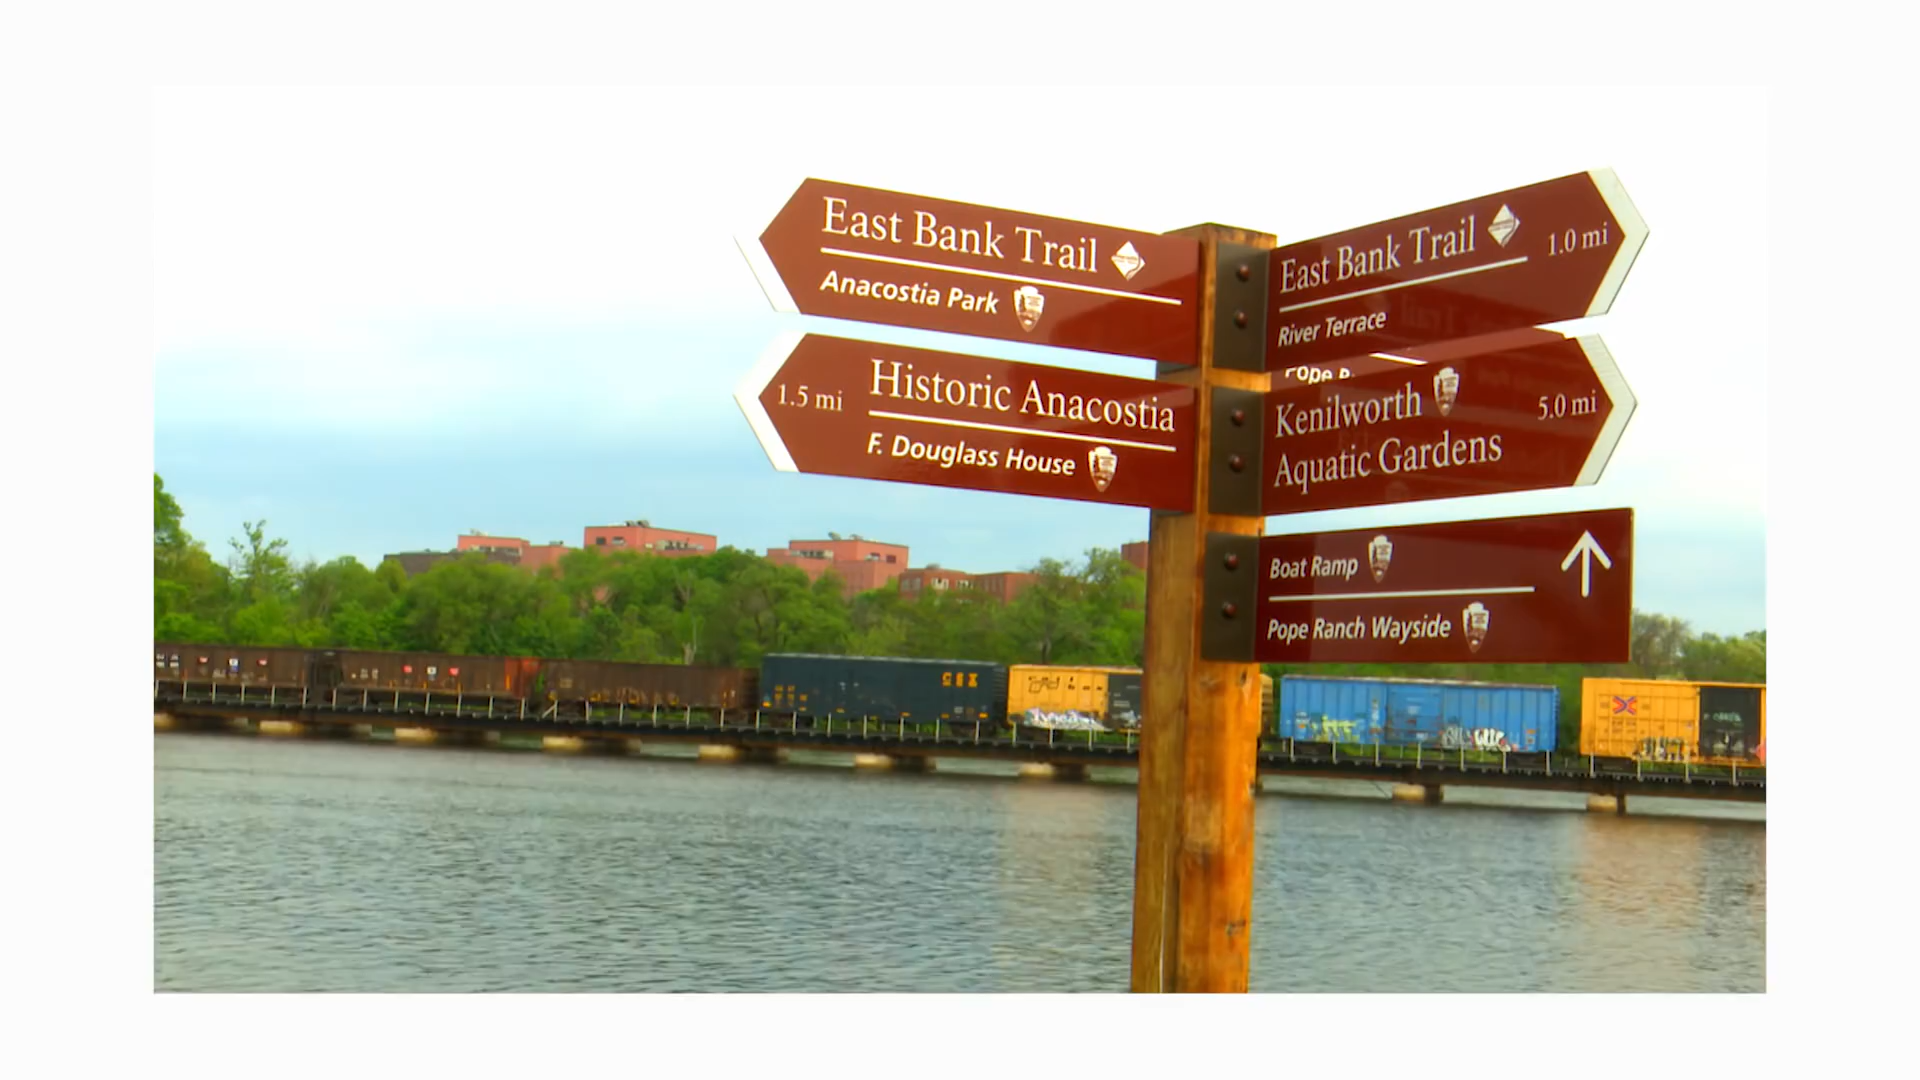 East Bank Trail
Anacostia Park
1.5 mi
Historic Anacostia
F. Douglass House
East Bank Trail
1.0 mi
River Terrace
Kenilworth
Aquatic Gardens
5.0 mi
Boat Ramp
Pope Ranch Wayside
CSX